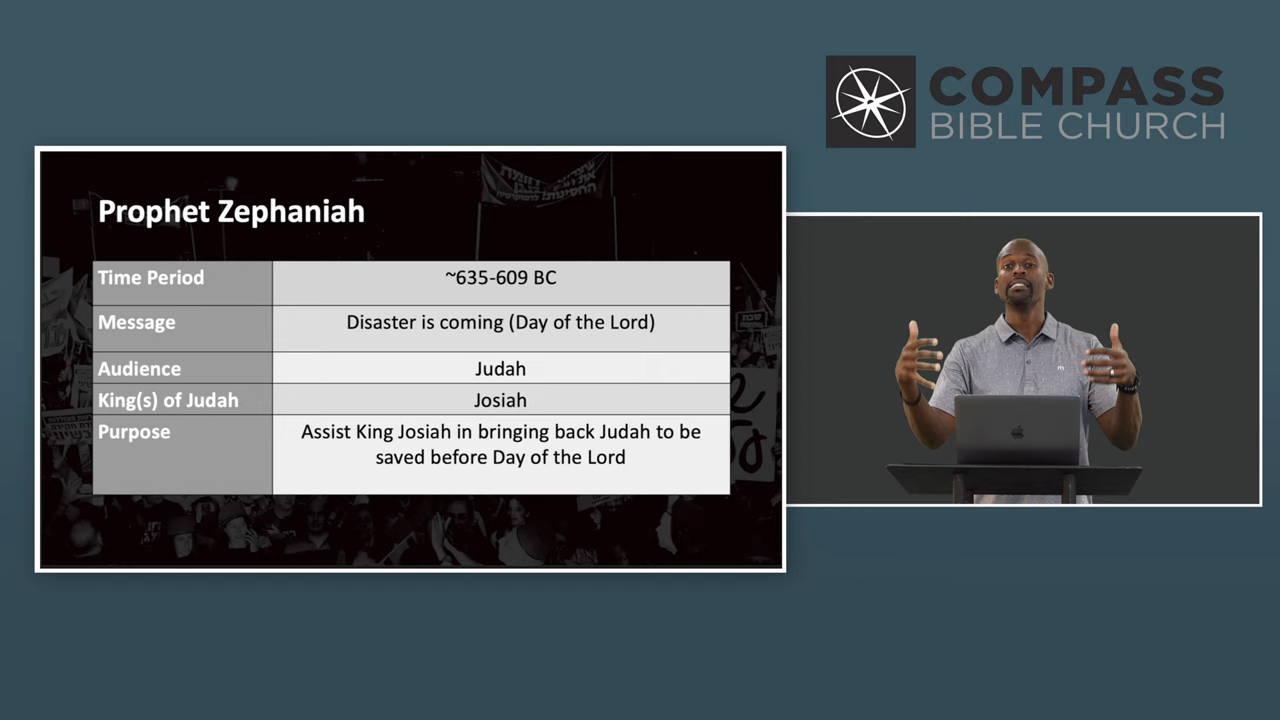 COMPASS
BIBLE CHURCH
Prophet Zephaniah
Time Period
~635-609 BC
Message
Disaster is coming (Day of the Lord)
Audience
Judah
King(s) of Judah
Josiah
Purpose
Assist King Josiah in bringing back Judah to be
saved before Day of the Lord